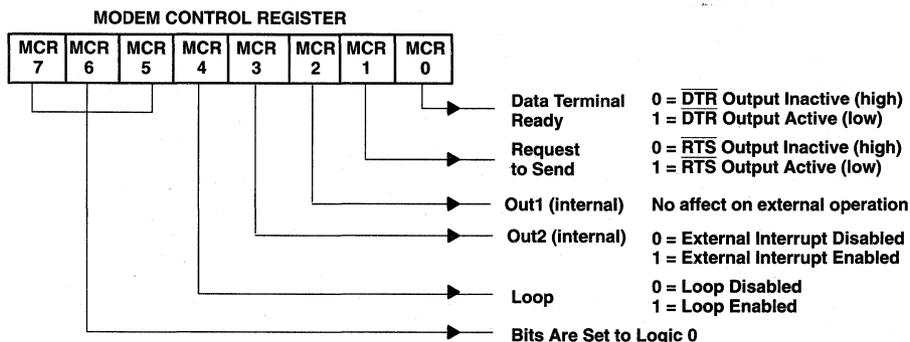 MODEM CONTROL REGISTER
MCR 7 MCR 6 MCR 5 MCR 4 MCR 3 MCR 2 MCR 1 MCR 0
Data Terminal Ready
0 = DTR Output Inactive (high)
1 = DTR Output Active (low)
Request to Send
0 = RTS Output Inactive (high)
1 = RTS Output Active (low)
Out1 (internal) No affect on external operation
Out2 (internal)
0 = External Interrupt Disabled
1 = External Interrupt Enabled
Loop
0 = Loop Disabled
1 = Loop Enabled
Bits Are Set to Logic 0